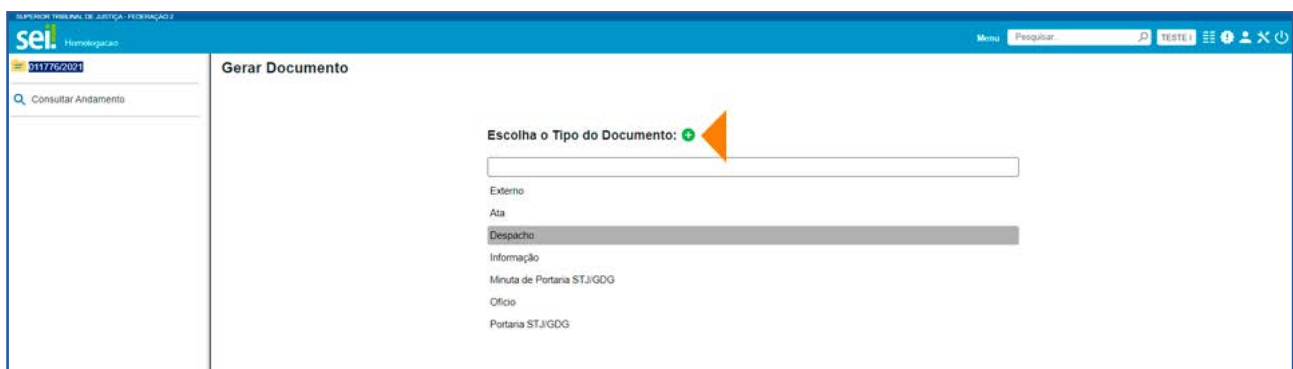 SUPERIOR TRIBUNAL DE JUSTIÇA - FEDERAÇÃO 2
sei! Homologacao
Menu Pesquisar... TESTE I
011776/2021
Consultar Andamento
Gerar Documento
Escolha o Tipo do Documento:
Externo
Ata
Despacho
Informação
Minuta de Portaria STJ/GDG
Ofício
Portaria STJ/GDG